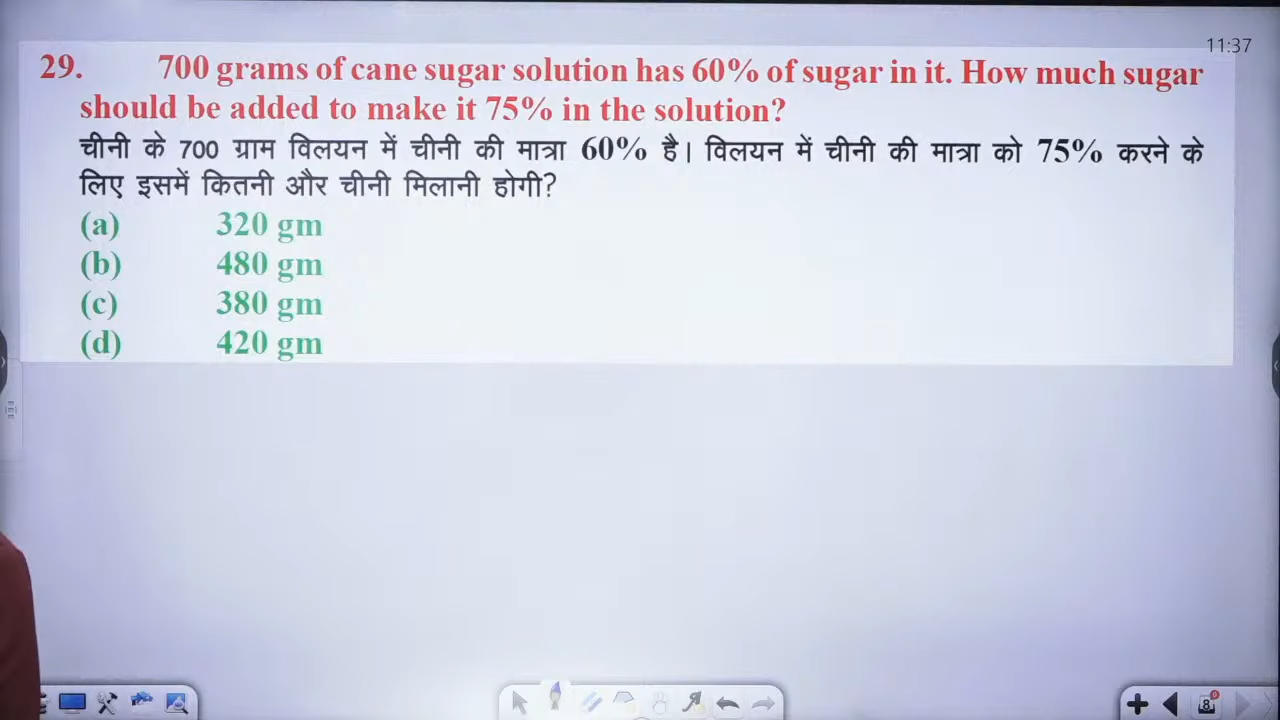 11:37
29. 700 grams of cane sugar solution has 60% of sugar in it. How much sugar
should be added to make it 75% in the solution?
चीनी के 700 ग्राम विलयन में चीनी की मात्रा 60% है। विलयन में चीनी की मात्रा को 75% करने के
लिए इसमें कितनी और चीनी मिलानी होगी?
(a) 320 gm
(b) 480 gm
(c) 380 gm
(d) 420 gm